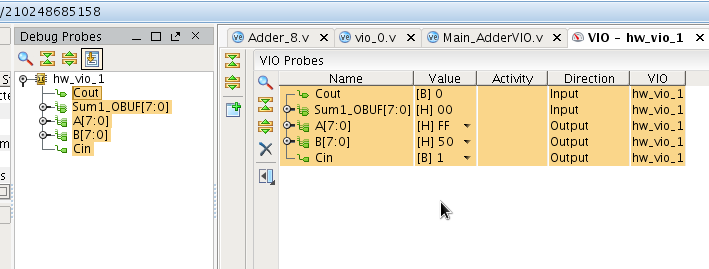 /210248685158
Debug Probes
hw_vio_1
Cout
Sum1_OBUF[7:0]
A[7:0]
B[7:0]
Cin
Adder_8.v
vio_0.v
Main_AdderVIO.v
VIO - hw_vio_1
VIO Probes
Name Value Activity Direction VIO
Cout [B] 0 Input hw_vio_1
Sum1_OBUF[7:0] [H] 00 Input hw_vio_1
A[7:0] [H] FF Output hw_vio_1
B[7:0] [H] 50 Output hw_vio_1
Cin [B] 1 Output hw_vio_1